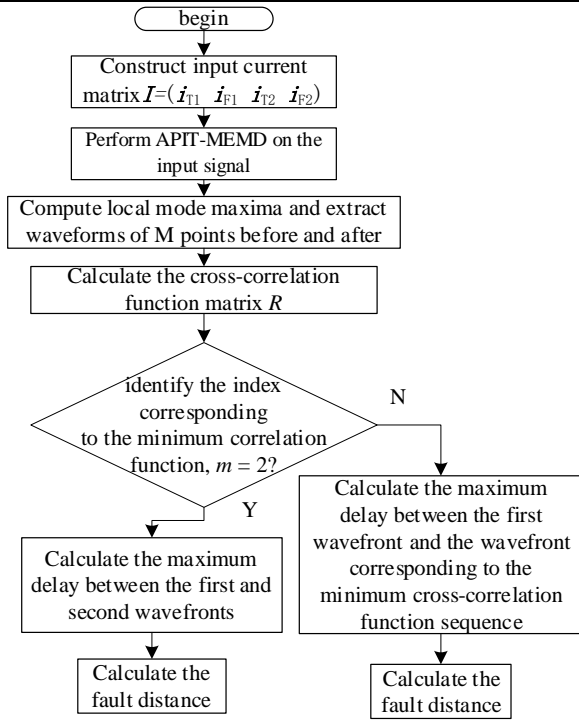 begin
Construct input current
matrix I=(i_T1 i_F1 i_T2 i_F2)
Perform APIT-MEMD on the
input signal
Compute local mode maxima and extract
waveforms of M points before and after
Calculate the cross-correlation
function matrix R
identify the index
corresponding
to the minimum correlation
function, m = 2?
N
Y
Calculate the maximum
delay between the first and
second wavefronts
Calculate the
fault distance
Calculate the maximum
delay between the first
wavefront and the wavefront
corresponding to the
minimum cross-correlation
function sequence
Calculate the
fault distance